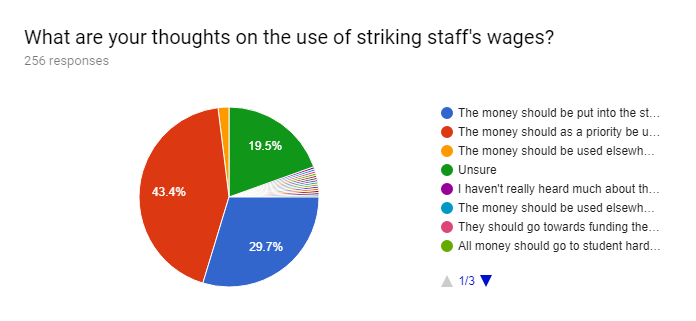 What are your thoughts on the use of striking staff's wages?
256 responses
19.5%
43.4%
29.7%
The money should be put into the st...
The money should as a priority be u...
The money should be used elsewh...
Unsure
I haven't really heard much about th...
The money should be used elsewh...
They should go towards funding the...
All money should go to student hard...
1/3